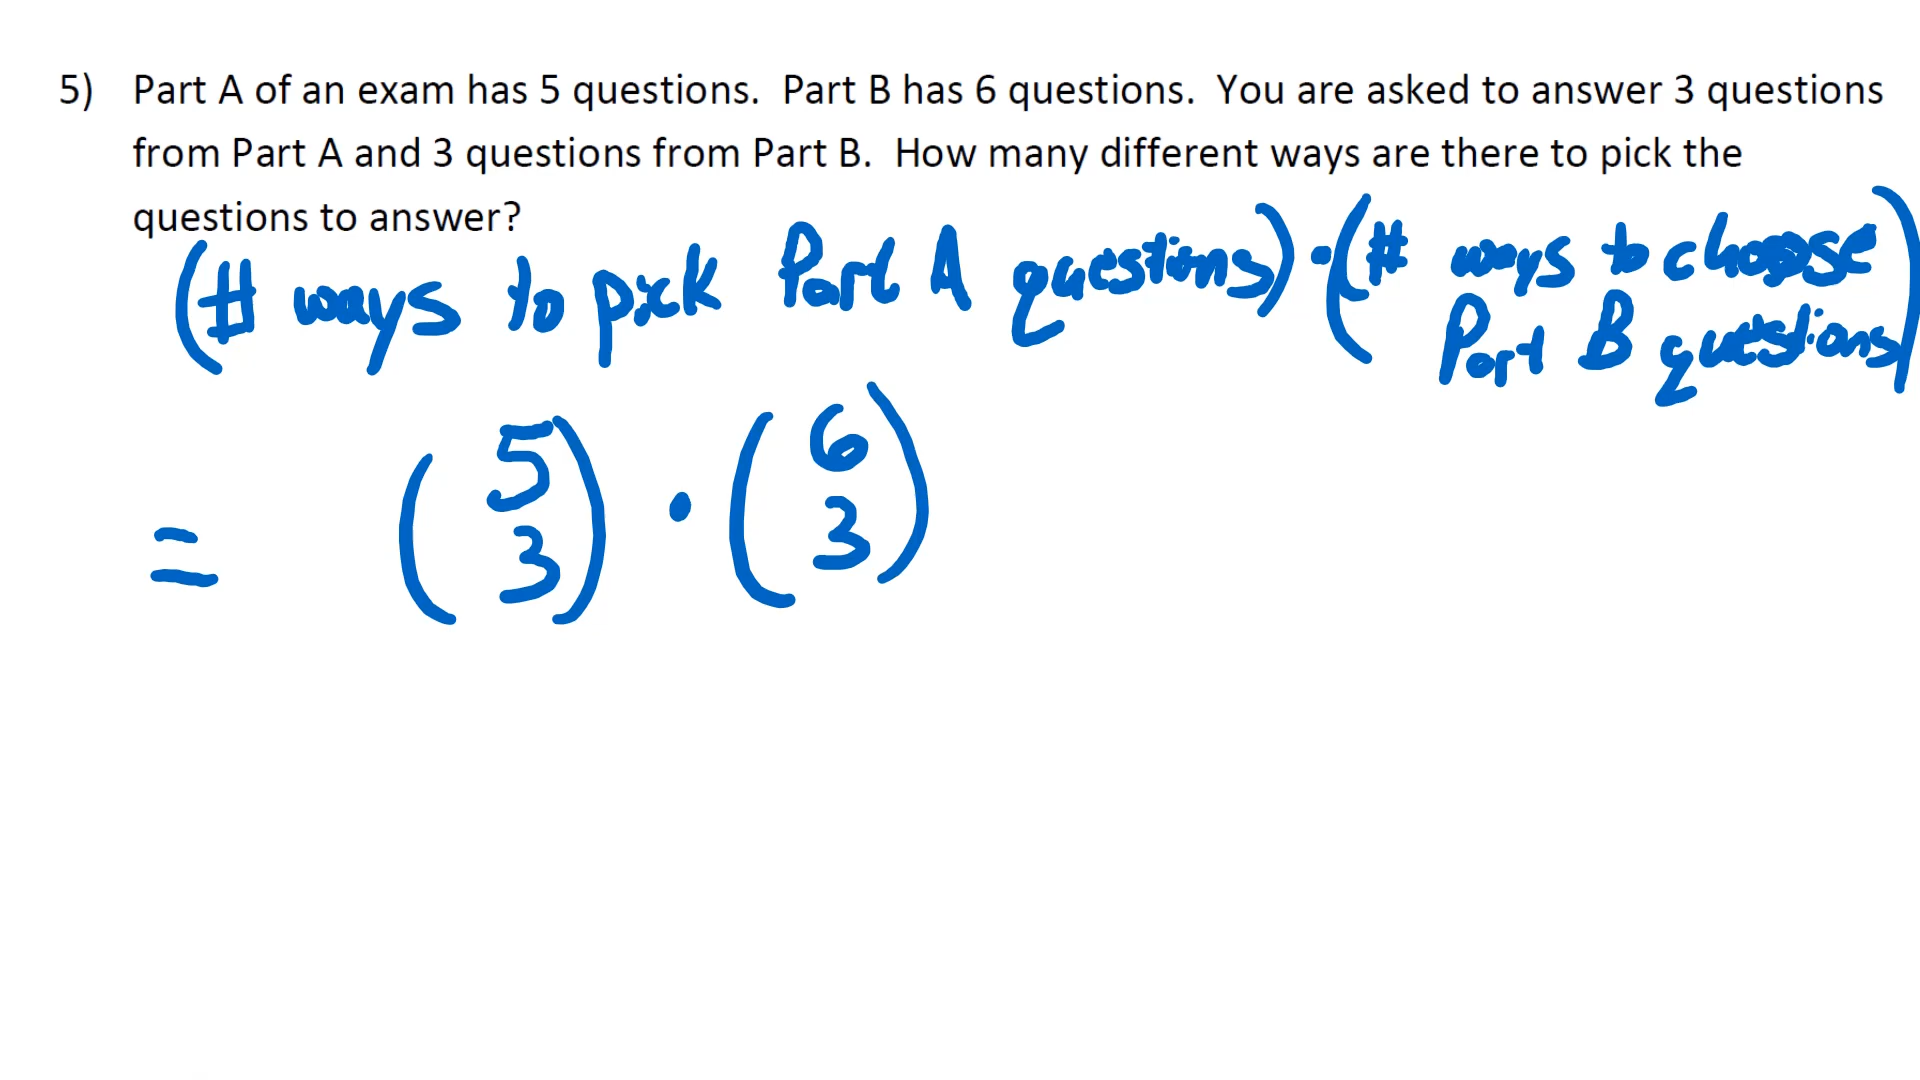 5) Part A of an exam has 5 questions. Part B has 6 questions. You are asked to answer 3 questions
from Part A and 3 questions from Part B. How many different ways are there to pick the
questions to answer?
(# ways to pick Part A questions) · (# ways to choose
Part B questions)
= (5 3) · (6 3)